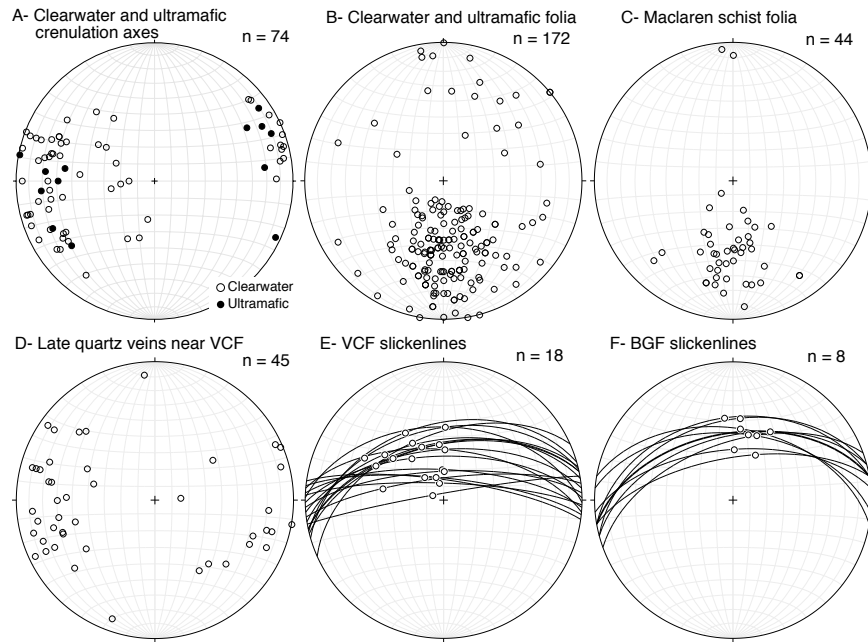 A- Clearwater and ultramafic
crenulation axes
n = 74
B- Clearwater and ultramafic folia
n = 172
C- Maclaren schist folia
n = 44
Clearwater
Ultramafic
D- Late quartz veins near VCF
n = 45
E- VCF slickenlines
n = 18
F- BGF slickenlines
n = 8